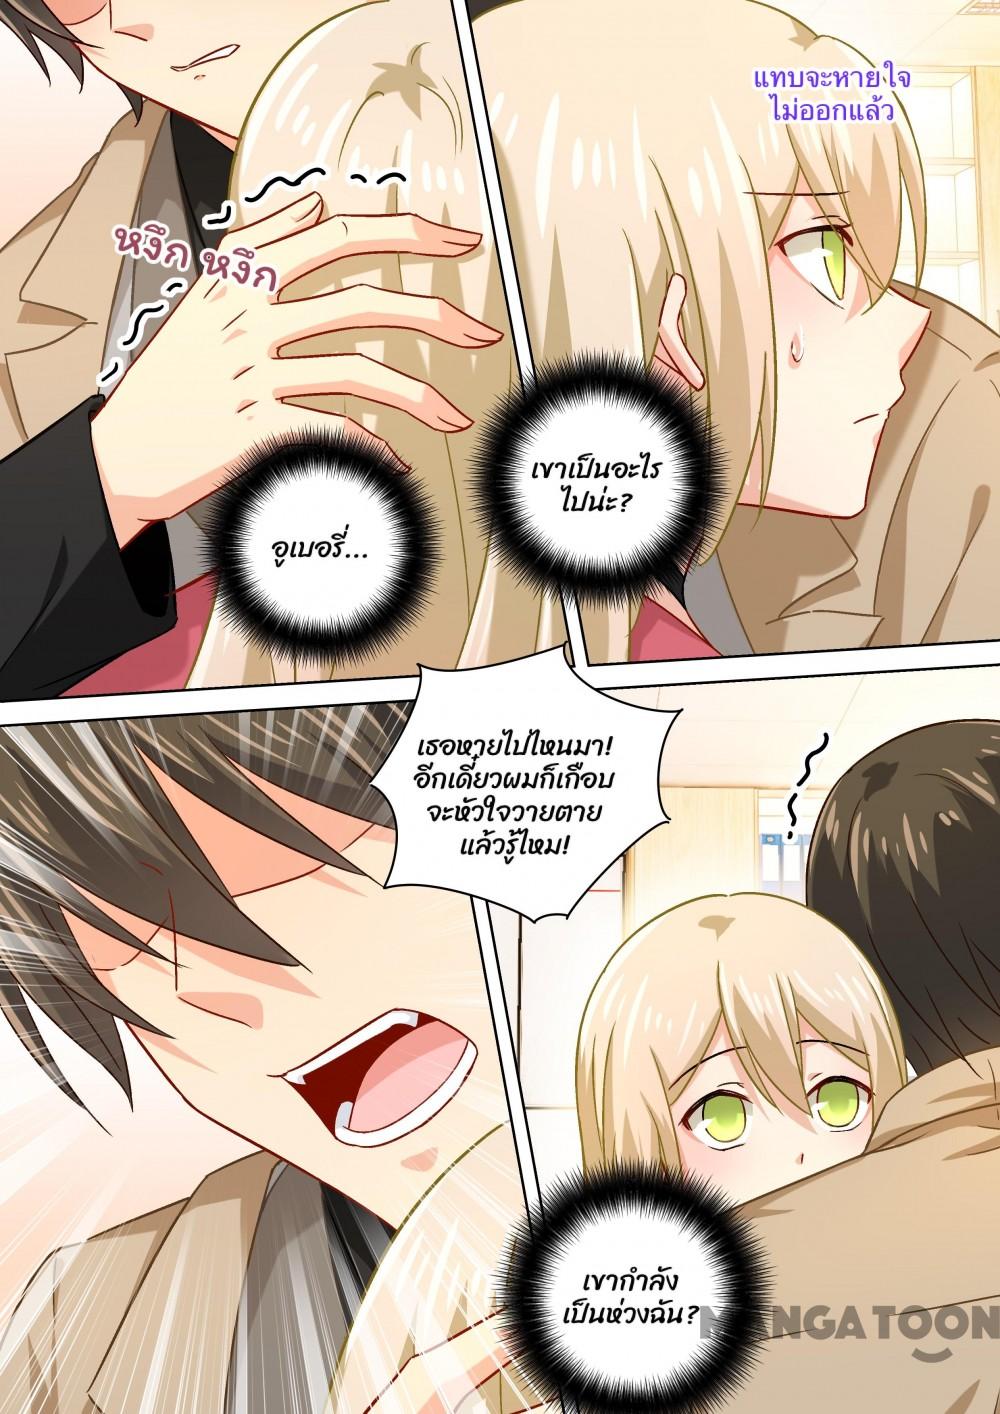 แทบจะหายใจ
ไม่ออกแล้ว
หงึก หงึก
อูเบอรี่...
เขาเป็นอะไร
ไปน่ะ?
เธอหายไปไหนมา!
อีกเดี๋ยวผมก็เกือบ
จะหัวใจวายตาย
แล้วรู้ไหม!
เขากำลัง
เป็นห่วงฉัน?
MANGATOON